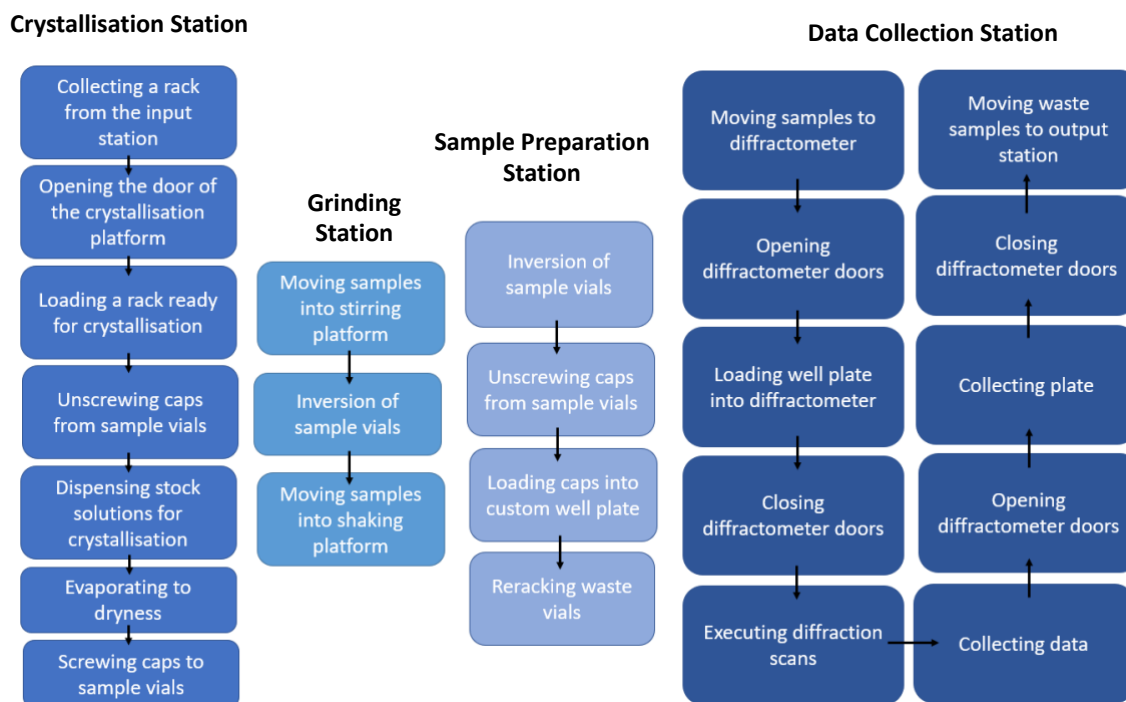 Crystallisation Station
Collecting a rack
from the input
station
Opening the door of
the crystallisation
platform
Loading a rack ready
for crystallisation
Unscrewing caps
from sample vials
Dispensing stock
solutions for
crystallisation
Evaporating to
dryness
Screwing caps to
sample vials
Grinding
Station
Moving samples
into stirring
platform
Inversion of
sample vials
Moving samples
into shaking
platform
Sample Preparation
Station
Inversion of
sample vials
Unscrewing caps
from sample vials
Loading caps into
custom well plate
Reracking waste
vials
Data Collection Station
Moving samples to
diffractometer
Opening
diffractometer doors
Loading well plate
into diffractometer
Closing
diffractometer doors
Executing diffraction
scans
Collecting data
Opening
diffractometer doors
Collecting plate
Closing
diffractometer doors
Moving waste
samples to output
station